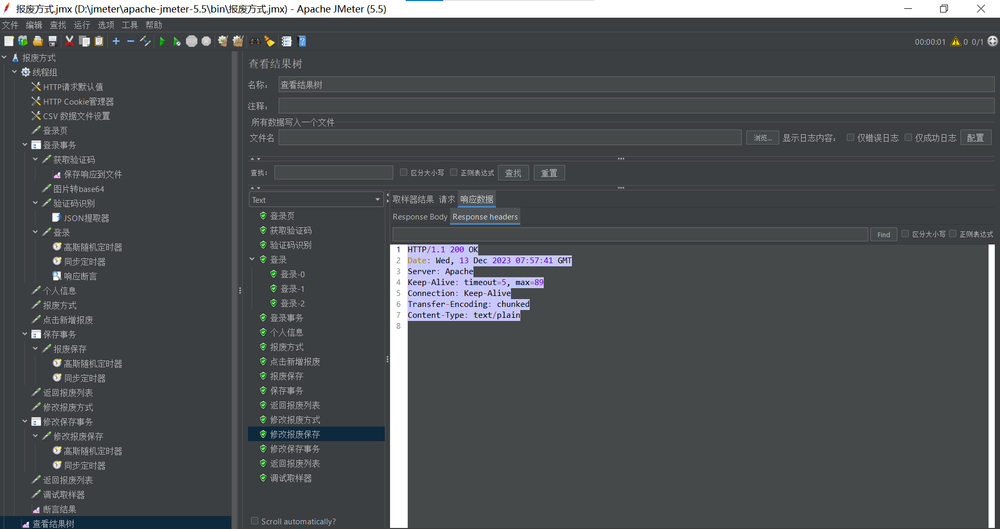 报废方式.jmx (D:\jmeter\apache-jmeter-5.5\bin\报废方式.jmx) - Apache JMeter (5.5)
文件 编辑 查找 运行 选项 工具 帮助
00:00:01 0 0/1
报废方式
线程组
HTTP请求默认值
HTTP Cookie管理器
CSV 数据文件设置
登录页
登录事务
获取验证码
保存响应到文件
图片转base64
验证码识别
JSON提取器
登录
高斯随机定时器
同步定时器
响应断言
个人信息
报废方式
点击新增报废
保存事务
报废保存
高斯随机定时器
同步定时器
返回报废列表
修改报废方式
修改保存事务
修改报废保存
高斯随机定时器
同步定时器
返回报废列表
调试取样器
断言结果
查看结果树
查看结果树
名称： 查看结果树
注释：
所有数据写入一个文件
文件名 浏览... 显示日志内容： 仅错误日志 仅成功日志 配置
查找： 区分大小写 正则表达式 查找 重置
Text
登录页
获取验证码
验证码识别
登录
登录-0
登录-1
登录-2
登录事务
个人信息
报废方式
点击新增报废
报废保存
保存事务
返回报废列表
修改报废方式
修改报废保存
修改保存事务
返回报废列表
调试取样器
Scroll automatically?
取样器结果 请求 响应数据
Response Body Response headers
Find 区分大小写 正则表达式
1 HTTP/1.1 200 OK
2 Date: Wed, 13 Dec 2023 07:57:41 GMT
3 Server: Apache
4 Keep-Alive: timeout=5, max=89
5 Connection: Keep-Alive
6 Transfer-Encoding: chunked
7 Content-Type: text/plain
8